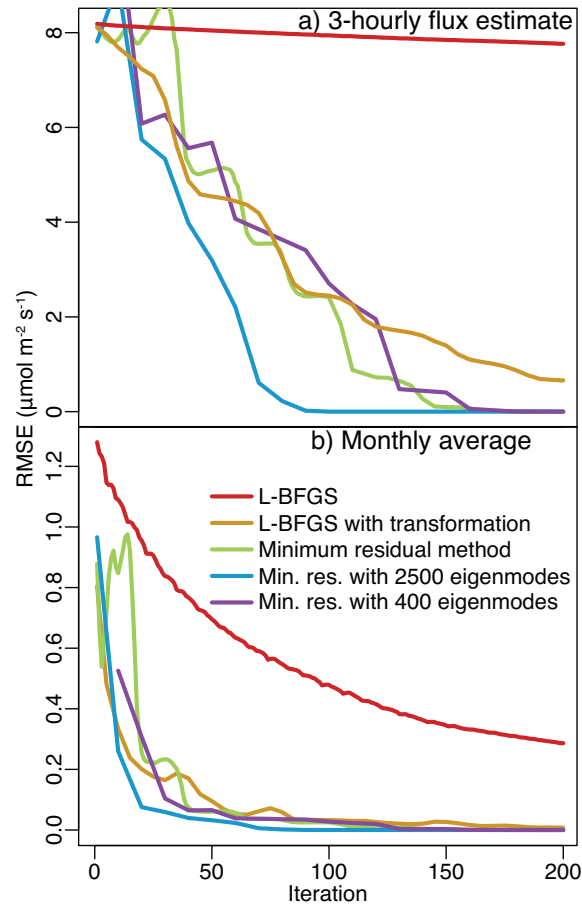 a) 3-hourly flux estimate
8
6
4
2
0
RMSE (μmol m⁻² s⁻¹)
b) Monthly average
1.2
1.0
0.8
0.6
0.4
0.2
0.0
L-BFGS
L-BFGS with transformation
Minimum residual method
Min. res. with 2500 eigenmodes
Min. res. with 400 eigenmodes
0 50 100 150 200
Iteration